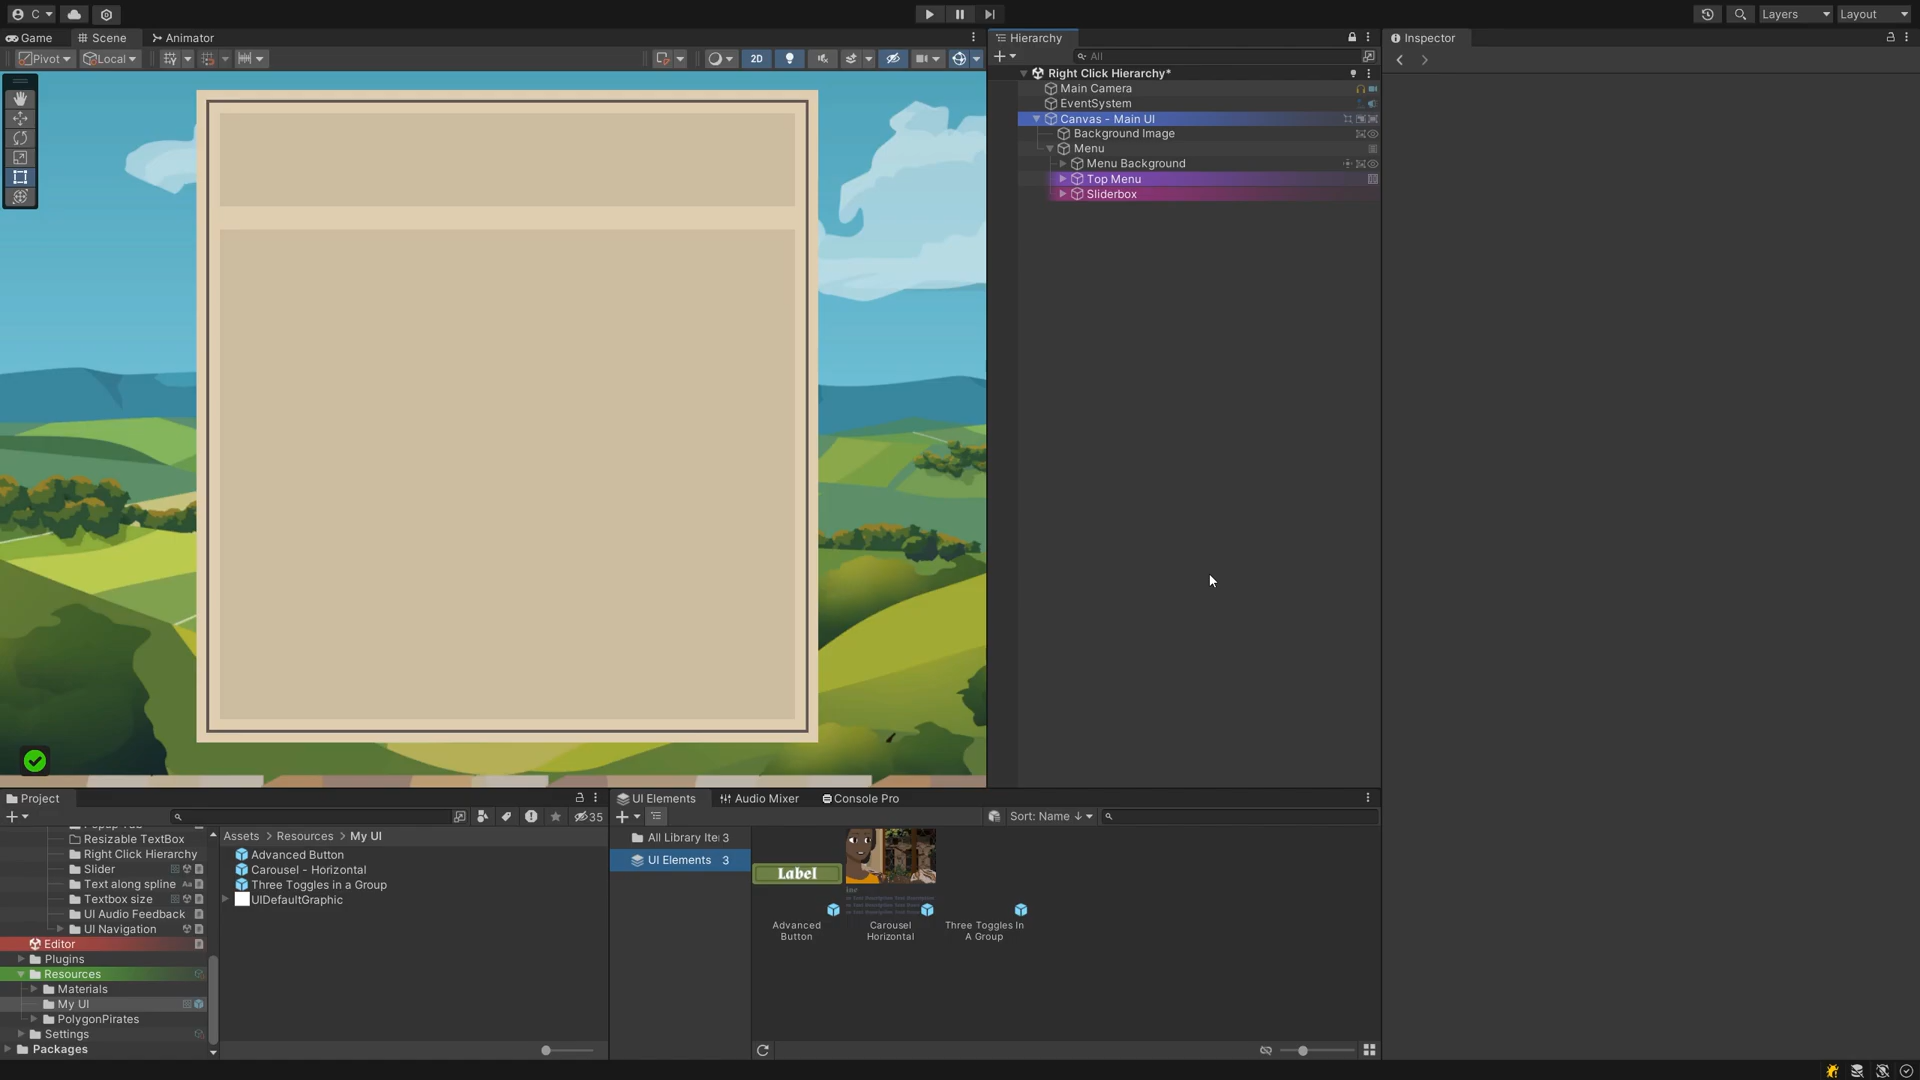 C Layers Layout
Game Scene Animator Hierarchy Inspector
Pivot Local 2D All
Right Click Hierarchy*
Main Camera
EventSystem
Canvas - Main UI
Background Image
Menu
Menu Background
Top Menu
Sliderbox
Project UI Elements Audio Mixer Console Pro
35 Sort: Name
Resizable TextBox
Right Click Hierarchy
Slider
Text along spline Aa
Textbox size
UI Audio Feedback
UI Navigation
Editor
Plugins
Resources
Materials
My UI
PolygonPirates
Settings
Packages
Assets Resources My UI
Advanced Button
Carousel - Horizontal
Three Toggles in a Group
UIDefaultGraphic
All Library Ite 3
UI Elements 3
Label
Advanced
Button
Carousel
Horizontal
Three Toggles In
A Group